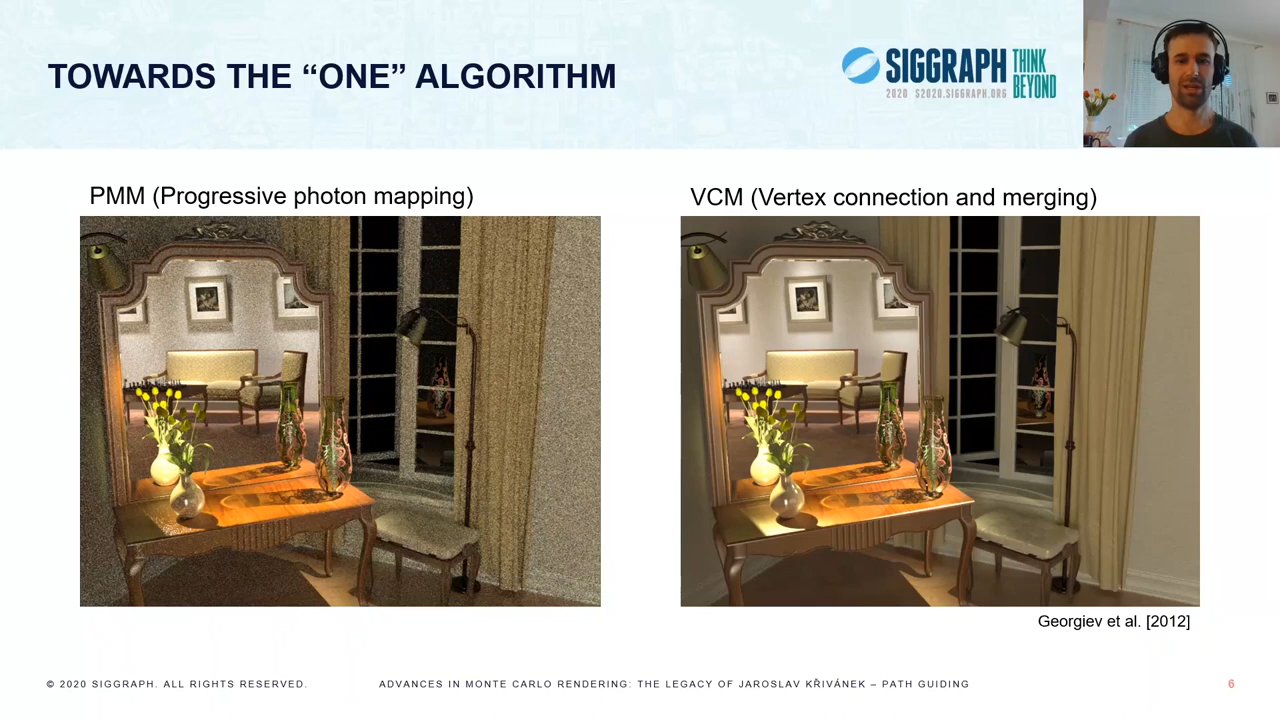 TOWARDS THE “ONE” ALGORITHM
SIGGRAPH
THINK
BEYOND
2020 S2020.SIGGRAPH.ORG
PMM (Progressive photon mapping)
VCM (Vertex connection and merging)
Georgiev et al. [2012]
© 2020 SIGGRAPH. ALL RIGHTS RESERVED.
ADVANCES IN MONTE CARLO RENDERING: THE LEGACY OF JAROSLAV KŘIVÁNEK – PATH GUIDING
6